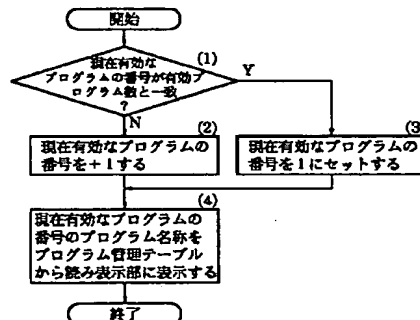 開始
(1)
現在有効な
プログラムの番号が有効プ
ログラム数と一致
?
Y
N
(2)
現在有効なプログラムの
番号を+1する
(3)
現在有効なプログラムの
番号を1にセットする
(4)
現在有効なプログラムの
番号のプログラム名称を
プログラム管理テーブル
から読み表示部に表示する
終了